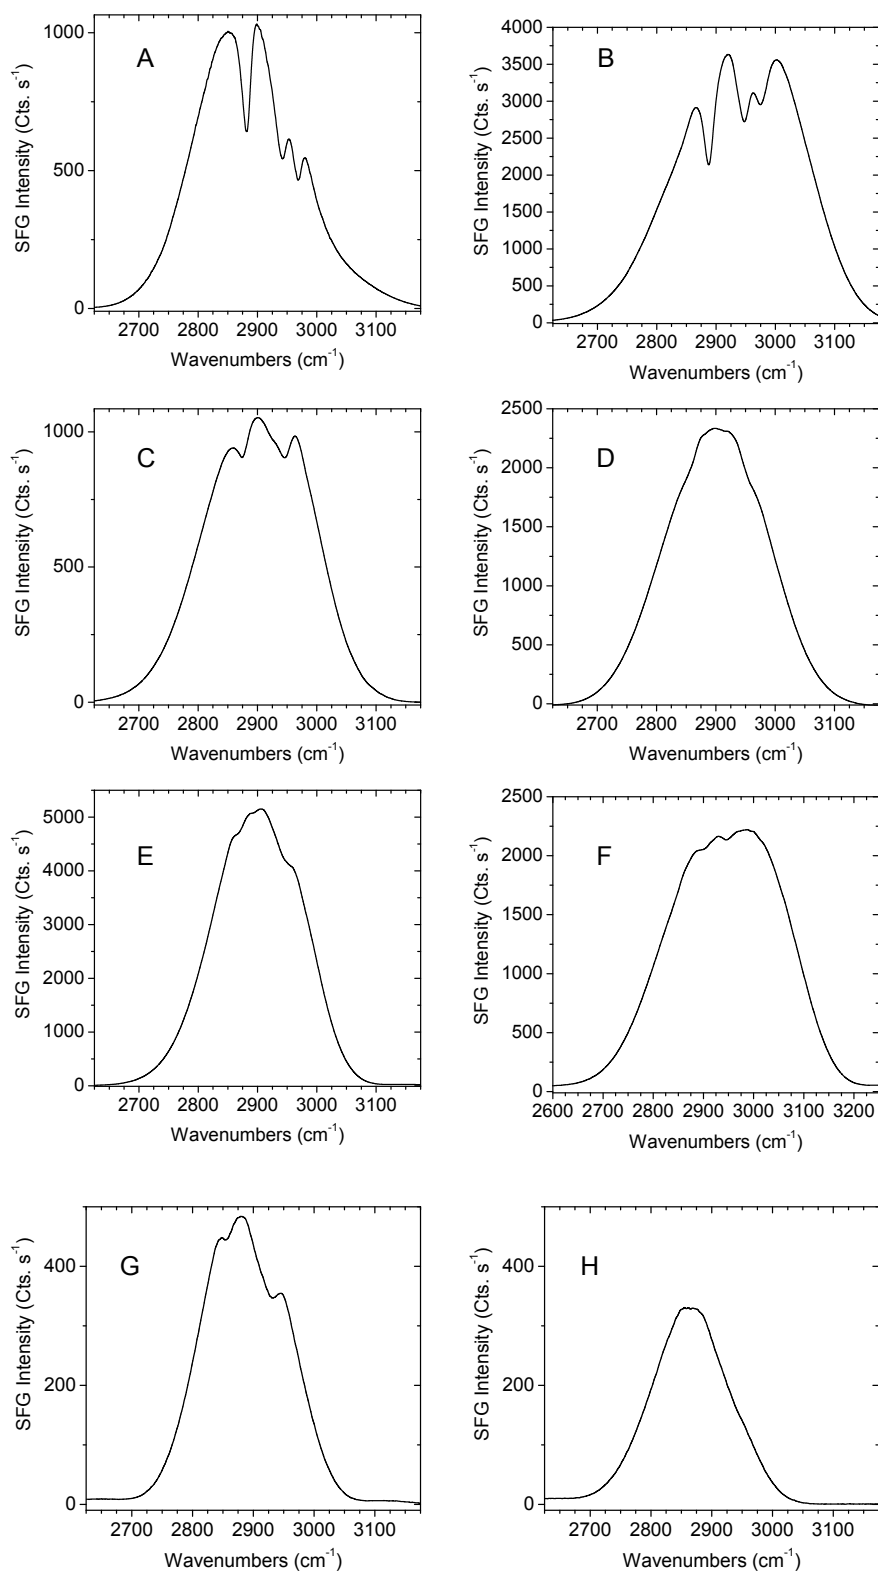 A
SFG Intensity (Cts. s⁻¹)
1000
500
0
2700 2800 2900 3000 3100
Wavenumbers (cm⁻¹)
B
SFG Intensity (Cts. s⁻¹)
4000
3500
3000
2500
2000
1500
1000
500
0
2700 2800 2900 3000 3100
Wavenumbers (cm⁻¹)
C
SFG Intensity (Cts. s⁻¹)
1000
500
0
2700 2800 2900 3000 3100
Wavenumbers (cm⁻¹)
D
SFG Intensity (Cts. s⁻¹)
2500
2000
1500
1000
500
0
2700 2800 2900 3000 3100
Wavenumbers (cm⁻¹)
E
SFG Intensity (Cts. s⁻¹)
5000
4000
3000
2000
1000
0
2700 2800 2900 3000 3100
Wavenumbers (cm⁻¹)
F
SFG Intensity (Cts. s⁻¹)
2500
2000
1500
1000
500
0
2600 2700 2800 2900 3000 3100 3200
Wavenumbers (cm⁻¹)
G
SFG Intensity (Cts. s⁻¹)
400
200
0
2700 2800 2900 3000 3100
Wavenumbers (cm⁻¹)
H
SFG Intensity (Cts. s⁻¹)
400
200
0
2700 2800 2900 3000 3100
Wavenumbers (cm⁻¹)